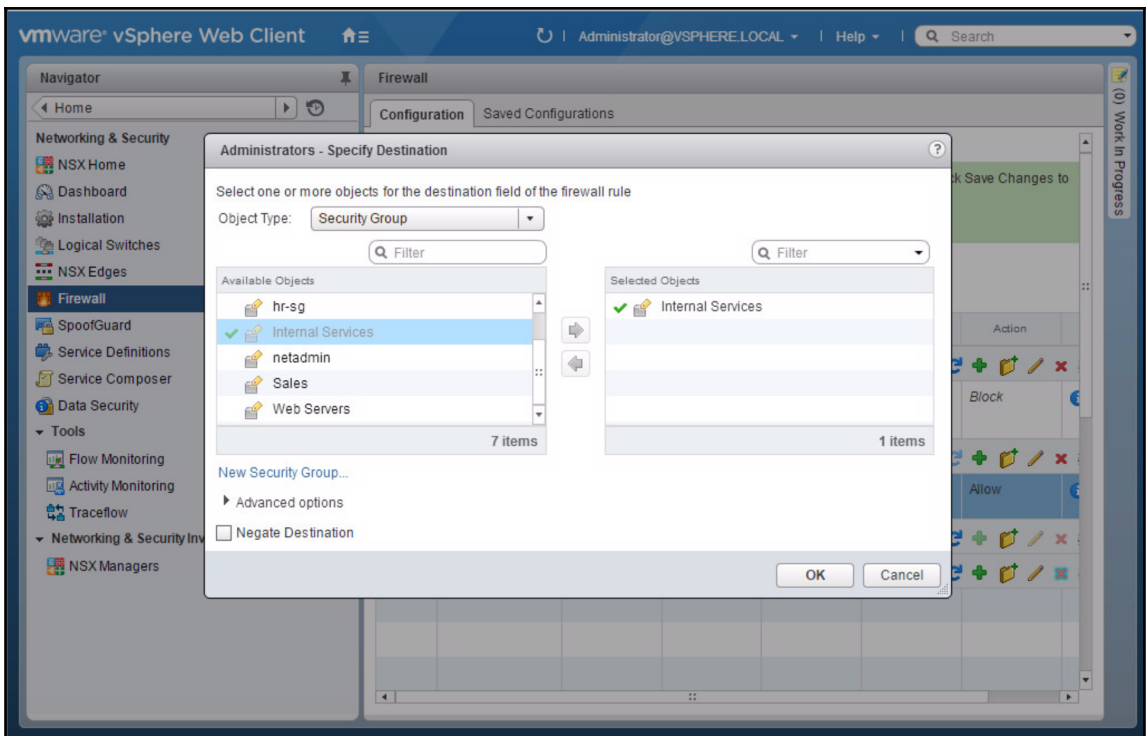 vmware® vSphere Web Client
Administrator@VSPHERE.LOCAL
Help
Search
Navigator
Home
Networking & Security
NSX Home
Dashboard
Installation
Logical Switches
NSX Edges
Firewall
SpoofGuard
Service Definitions
Service Composer
Data Security
Tools
Flow Monitoring
Activity Monitoring
Traceflow
Networking & Security Inv
NSX Managers
Firewall
Configuration
Saved Configurations
k Save Changes to
Action
Block
Allow
(0) Work In Progress
Administrators - Specify Destination
?
Select one or more objects for the destination field of the firewall rule
Object Type: Security Group
Filter
Available Objects
hr-sg
Internal Services
netadmin
Sales
Web Servers
7 items
Filter
Selected Objects
Internal Services
1 items
New Security Group...
Advanced options
Negate Destination
OK
Cancel